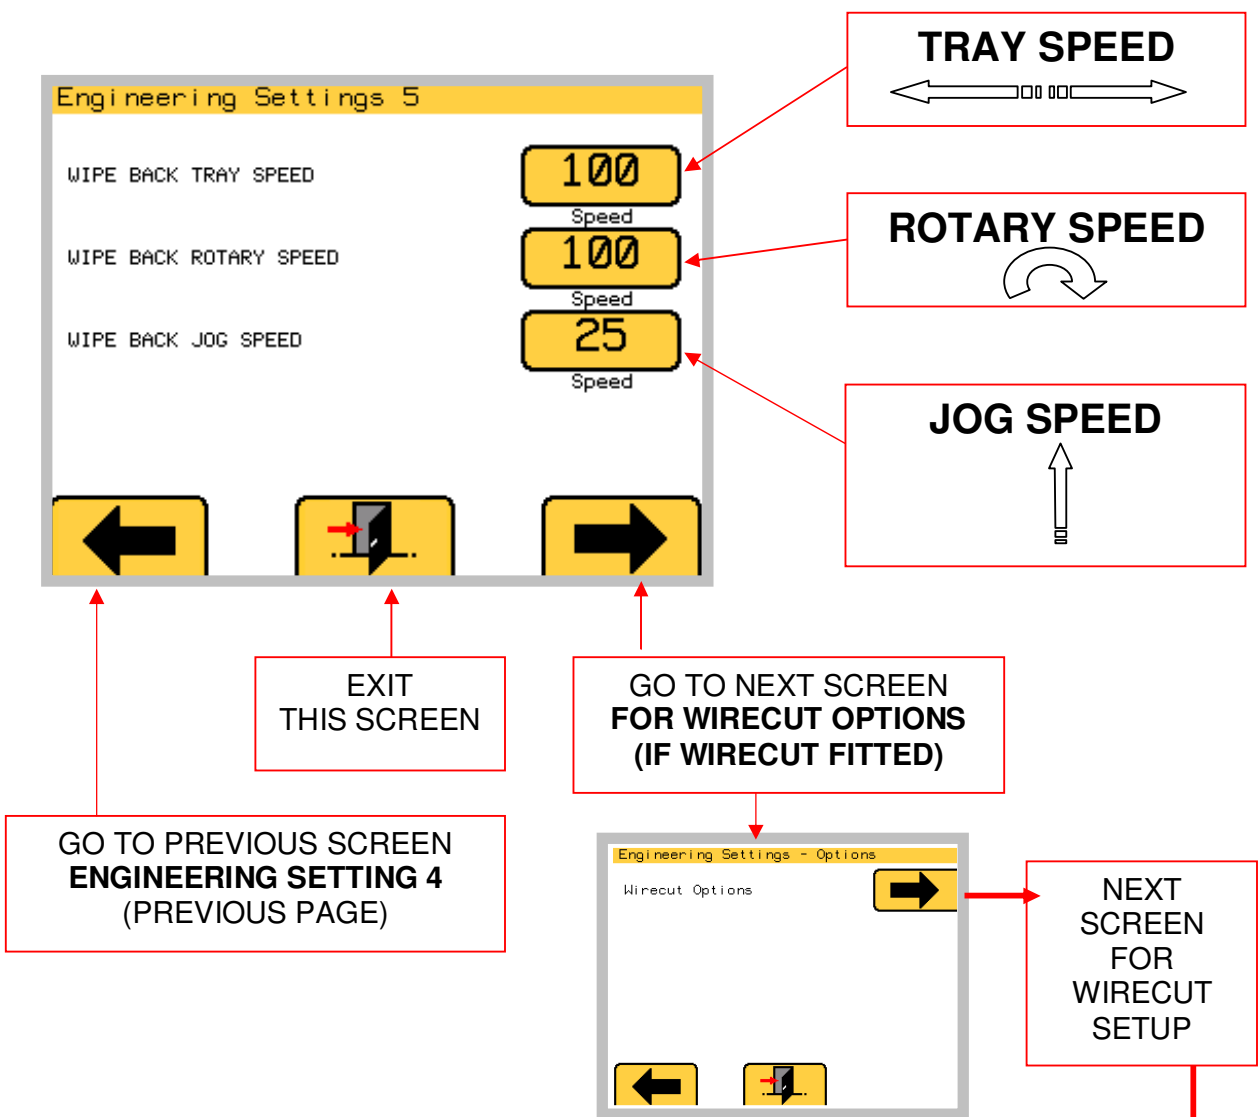 TRAY SPEED
Engineering Settings 5
WIPE BACK TRAY SPEED
100
Speed
ROTARY SPEED
WIPE BACK ROTARY SPEED
100
Speed
WIPE BACK JOG SPEED
25
Speed
JOG SPEED
EXIT
THIS SCREEN
GO TO NEXT SCREEN
FOR WIRECUT OPTIONS
(IF WIRECUT FITTED)
GO TO PREVIOUS SCREEN
ENGINEERING SETTING 4
(PREVIOUS PAGE)
Engineering Settings - Options
Wirecut Options
NEXT
SCREEN
FOR
WIRECUT
SETUP